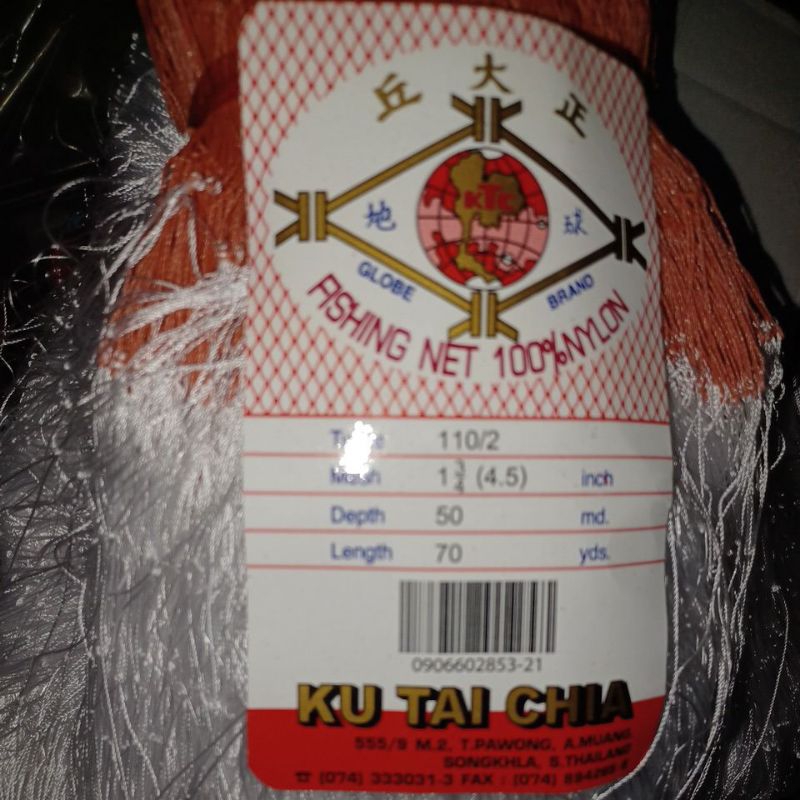 丘大正
KTC
地 球
GLOBE BRAND
FISHING NET 100% NYLON
110/2
Mesh 1 3/4 (4.5) inch
Depth 50 md.
Length 70 yds.
0906602853-21
KU TAI CHIA
555/9 M.2, T.PAWONG, A.MUANG
SONGKHLA, S.THAILAND
☎ (074) 333031-3 FAX : (074)